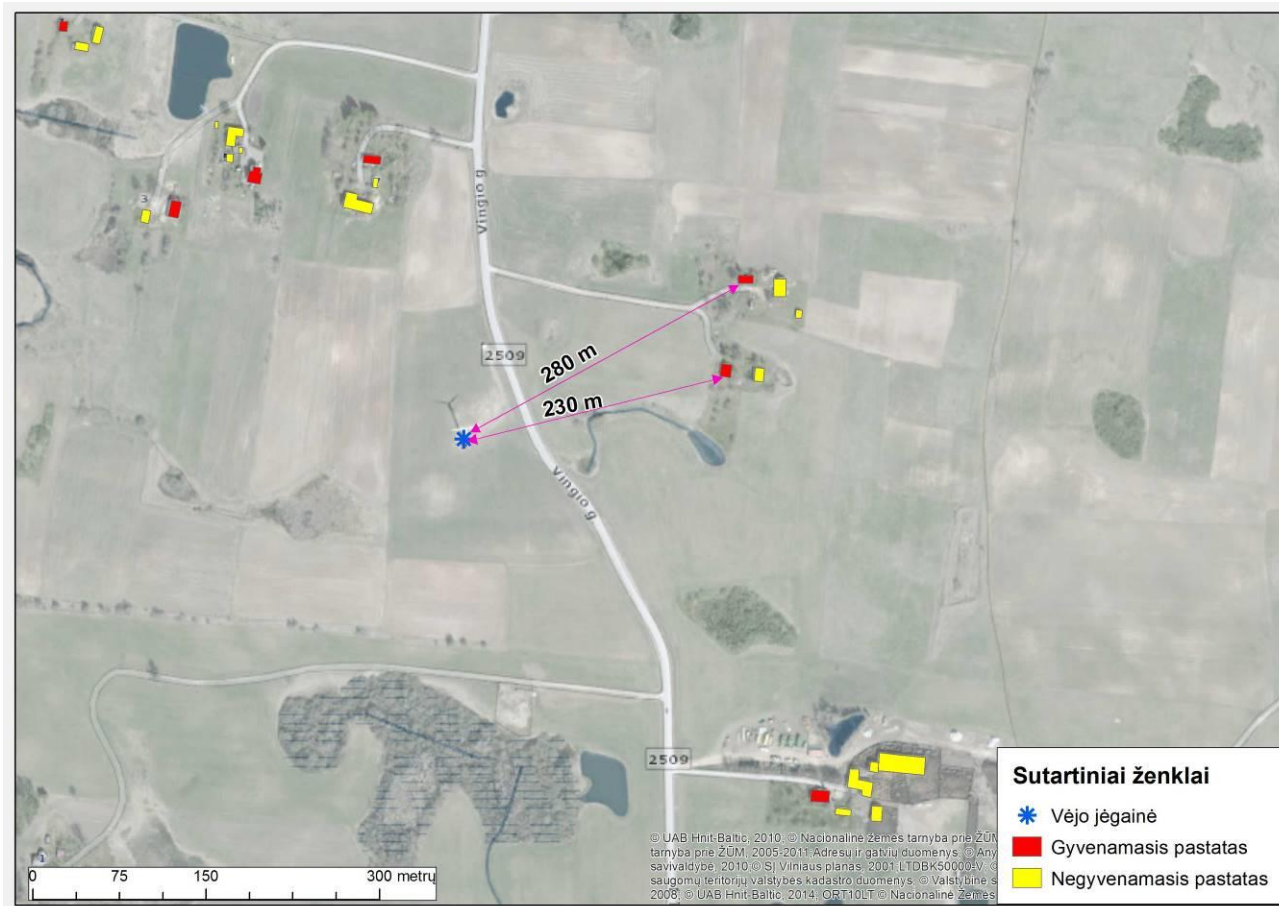 Vingio g
3
2509
280 m
230 m
Vingio g
2509
Sutartiniai ženklai
Vėjo jėgainė
Gyvenamasis pastatas
Negyvenamasis pastatas
© UAB Hnit-Baltic, 2010, © Nacionalinė žemės tarnyba prie ŽŪM
tarnyba prie ŽŪM, 2005-2011, Adresų ir gatvių duomenys, © Any
savivaldybė, 2010, © SĮ Vilniaus planas, 2001, LTDBK50000-V, ©
saugomų teritorijų valstybės kadastro duomenys, © Valstybinė s
2008, © UAB Hnit-Baltic, 2014, ORT10LT © Nacionalinė Žemės
1
0 75 150 300 metrų